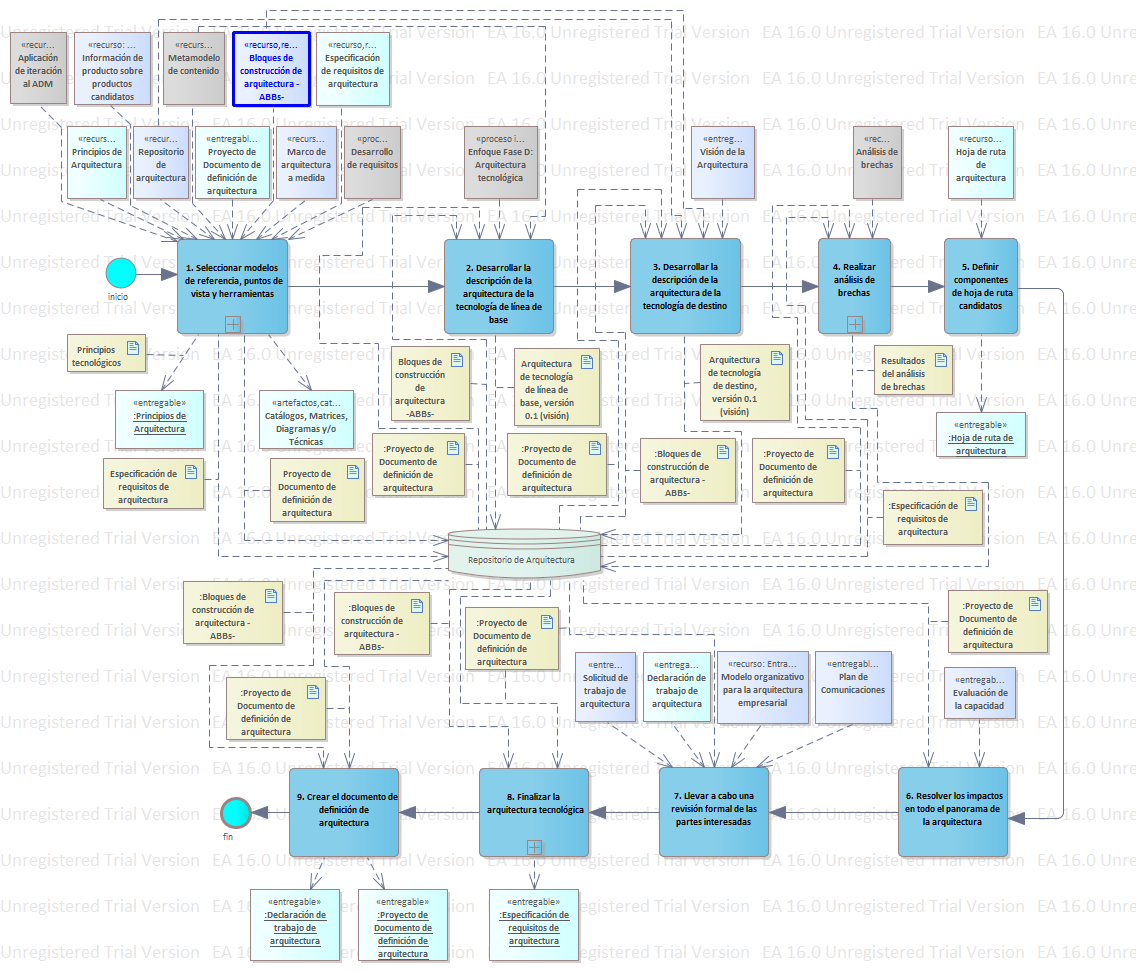 EA 16.0 Unregistered Trial Version
«recur...
Aplicación
de iteración
al ADM
«recurso: ...
Información de
producto sobre
productos
candidatos
«recurs...
Metamodelo
de contenido
«recurso,re...
Bloques de
construcción de
arquitectura -
ABBs-
«recurso,r...
Especificación
de requisitos de
arquitectura
«recurs...
Principios de
Arquitectura
«recur...
Repositorio
de
arquitectura
«entregabl...
Proyecto de
Documento de
definición de
arquitectura
«recurs...
Marco de
arquitectura
a medida
«proc...
Desarrollo
de requisitos
«proceso i...
Enfoque Fase D:
Arquitectura
tecnológica
«entreg...
Visión de la
Arquitectura
«rec...
Análisis de
brechas
«recurso...
Hoja de ruta
de
arquitectura
inicio
1. Seleccionar modelos
de referencia, puntos de
vista y herramientas
2. Desarrollar la
descripción de la
arquitectura de la
tecnología de línea de
base
3. Desarrollar la
descripción de la
arquitectura de la
tecnología de destino
4. Realizar
análisis de
brechas
5. Definir
componentes
de hoja de ruta
candidatos
Principios
tecnológicos
«entregable»
:Principios de
Arquitectura
«artefactos,cat...
Catálogos, Matrices,
Diagramas y/o
Técnicas
Bloques de
construcción
de
arquitectura
-ABBs-
Arquitectura
de tecnología
de línea de
base, versión
0.1 (visión)
Arquitectura
de tecnología
de destino,
versión 0.1
(visión)
Resultados
del análisis
de brechas
«entregable»
:Hoja de ruta de
arquitectura
Especificación de
requisitos de
arquitectura
Proyecto de
Documento de
definición de
arquitectura
:Proyecto de
Documento de
definición de
arquitectura
:Proyecto de
Documento de
definición de
arquitectura
:Bloques de
construcción de
arquitectura -
ABBs-
:Proyecto de
Documento de
definición de
arquitectura
:Especificación de
requisitos de
arquitectura
Repositorio de Arquitectura
:Bloques de
construcción de
arquitectura -
ABBs-
:Bloques de
construcción de
arquitectura -
ABBs-
:Proyecto de
Documento de
definición de
arquitectura
:Proyecto de
Documento de
definición de
arquitectura
:Proyecto de
Documento de
definición de
arquitectura
«entre...
Solicitud de
trabajo de
arquitectura
«entrega...
Declaración de
trabajo de
arquitectura
«recurso: Entra...
Modelo organizativo
para la arquitectura
empresarial
«entregabl...
Plan de
Comunicaciones
«entregab...
Evaluación de
la capacidad
fin
9. Crear el documento de
definición de
arquitectura
8. Finalizar la
arquitectura tecnológica
7. Llevar a cabo una
revisión formal de las
partes interesadas
6. Resolver los impactos
en todo el panorama de
la arquitectura
«entregable»
:Declaración de
trabajo de
arquitectura
«entregable»
:Proyecto de
Documento de
definición de
arquitectura
«entregable»
:Especificación de
requisitos de
arquitectura